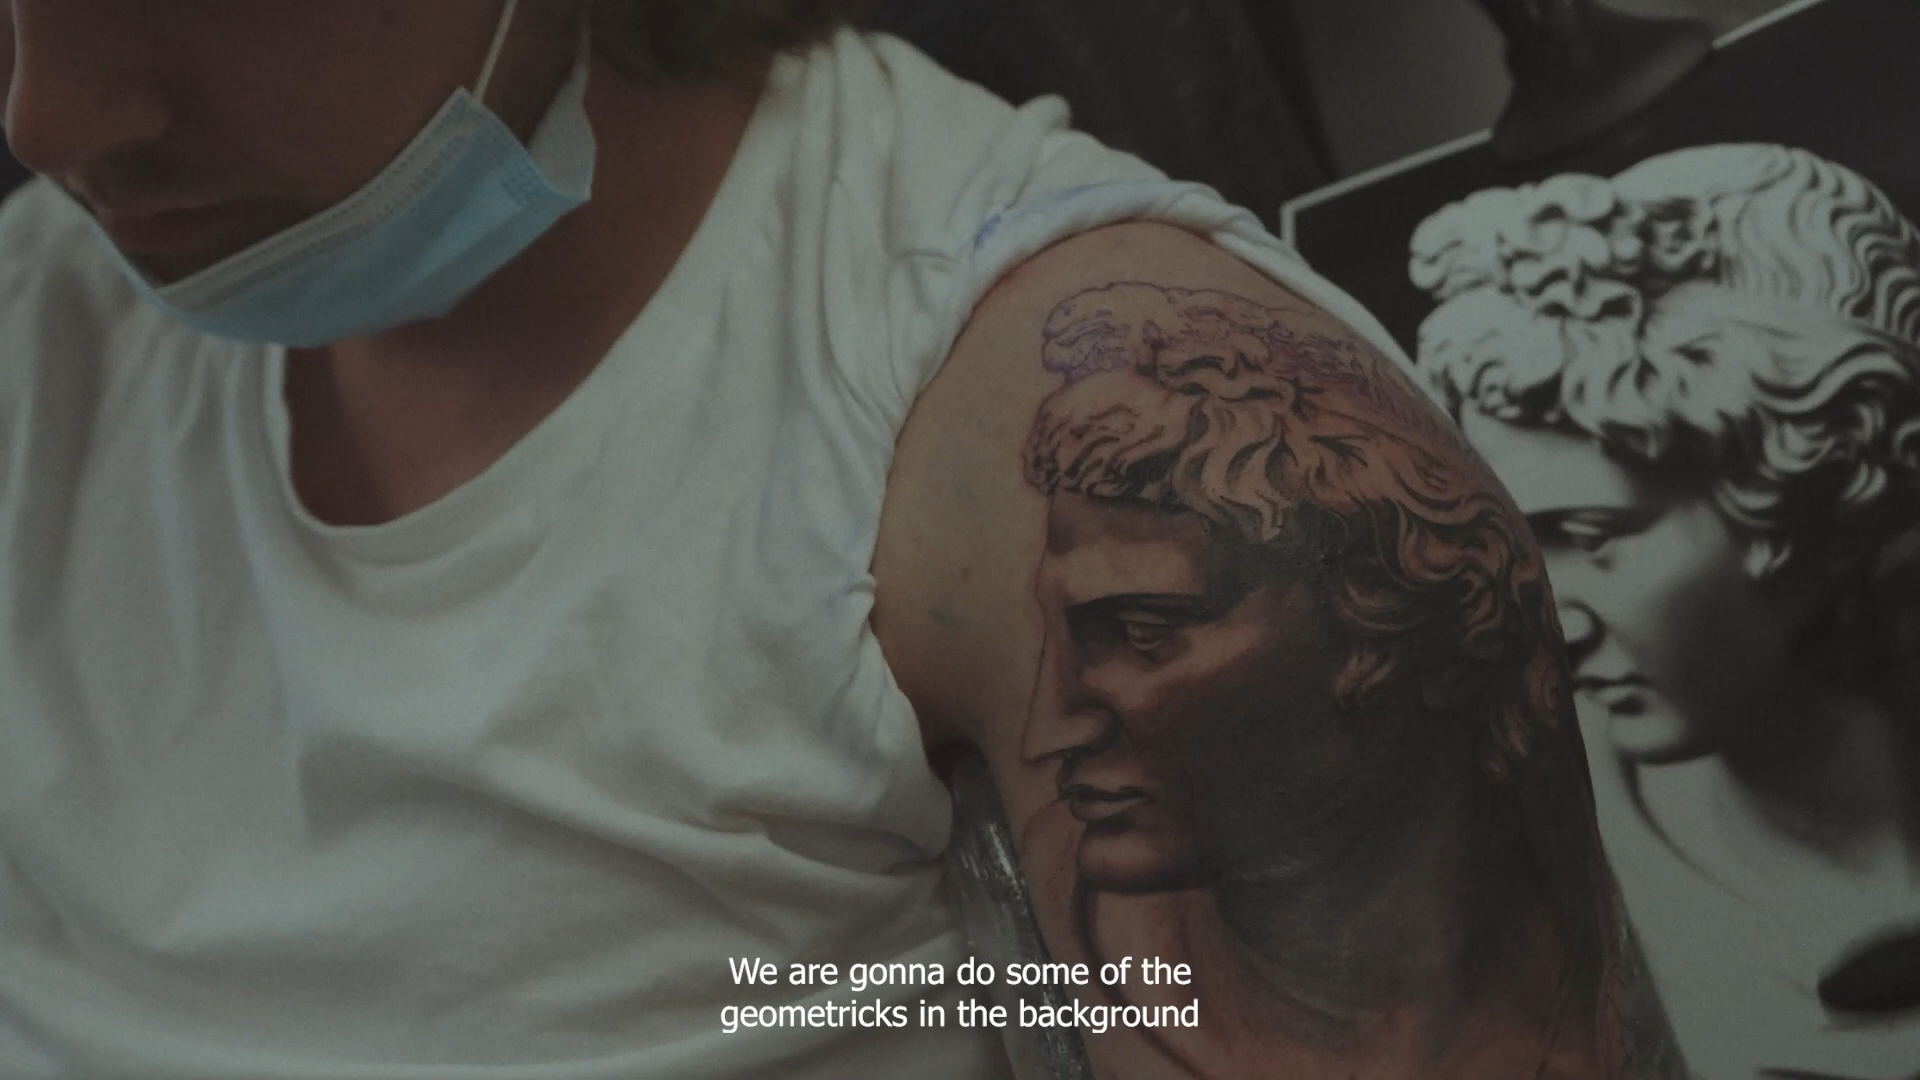 We are gonna do some of the
geometricks in the background